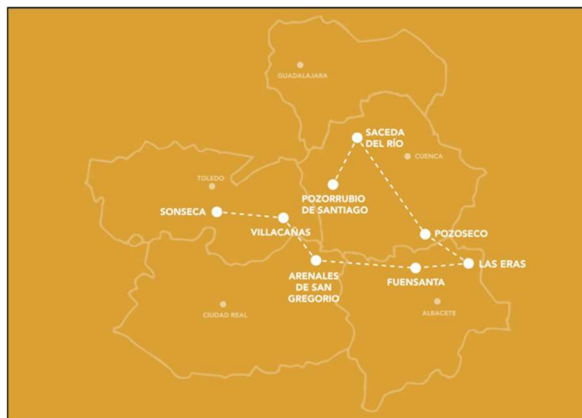 GUADALAJARA
SACEDA
DEL RÍO
CUENCA
TOLEDO
POZORRUBIO
DE SANTIAGO
SONSECA
VILLACAÑAS
POZOSECO
ARENALES
DE SAN
GREGORIO
LAS ERAS
FUENSANTA
CIUDAD REAL
ALBACETE